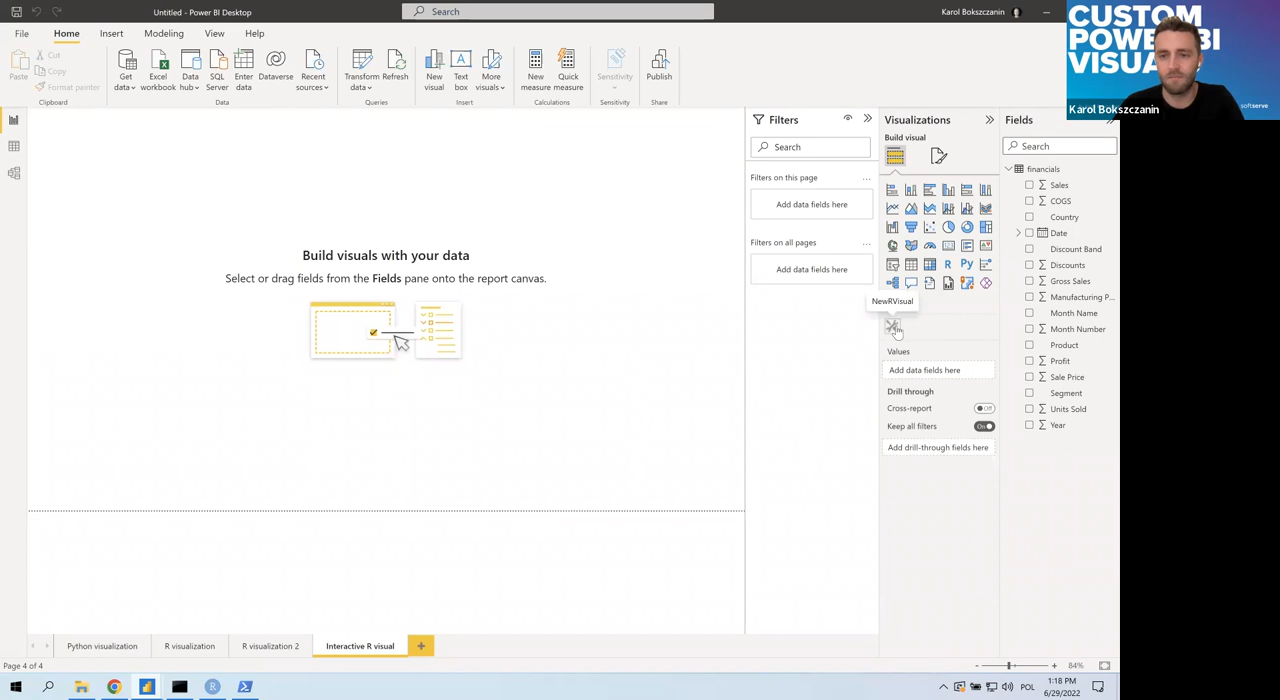 Untitled - Power BI Desktop
Search
Karol Bokszczanin
File
Home
Insert
Modeling
View
Help
Paste
Cut
Copy
Format painter
Clipboard
Get data
Excel workbook
Data hub
SQL Server
Enter data
Dataverse
Recent sources
Data
Transform data
Refresh
Queries
New visual
Text box
More visuals
Insert
New measure
Quick measure
Calculations
Sensitivity
Sensitivity
Publish
Share
CUSTOM
POWER BI
VISUA
Karol Bokszczanin
softserve
Build visuals with your data
Select or drag fields from the Fields pane onto the report canvas.
Filters
Search
Filters on this page
...
Add data fields here
Filters on all pages
...
Add data fields here
Visualizations
Build visual
R
Py
NewRVisual
Values
Add data fields here
Drill through
Cross-report
Off
Keep all filters
On
Add drill-through fields here
Fields
Search
financials
Sales
COGS
Country
Date
Discount Band
Discounts
Gross Sales
Manufacturing P...
Month Name
Month Number
Product
Profit
Sale Price
Segment
Units Sold
Year
Python visualization
R visualization
R visualization 2
Interactive R visual
Page 4 of 4
84%
POL
1:18 PM
6/29/2022